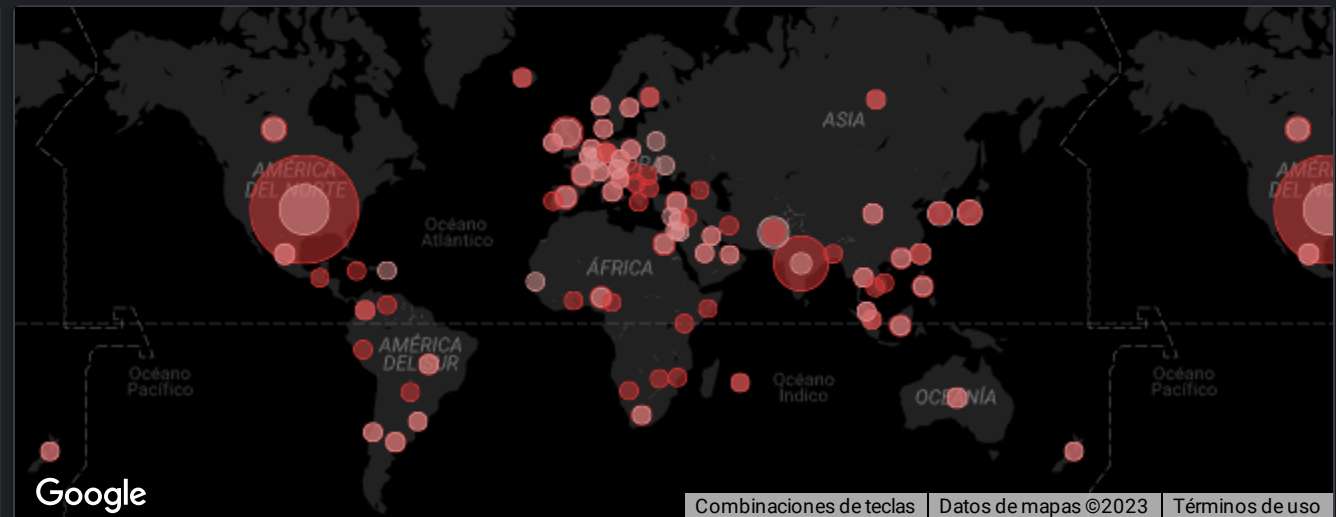 ASIA
AMÉRICA
DEL NORTE
Océano
Atlántico
ÁFRICA
AMÉRICA
DEL SUR
Océano
Pacífico
Océano
Índico
OCEANÍA
Océano
Pacífico
Google
Combinaciones de teclas
Datos de mapas ©2023
Términos de uso